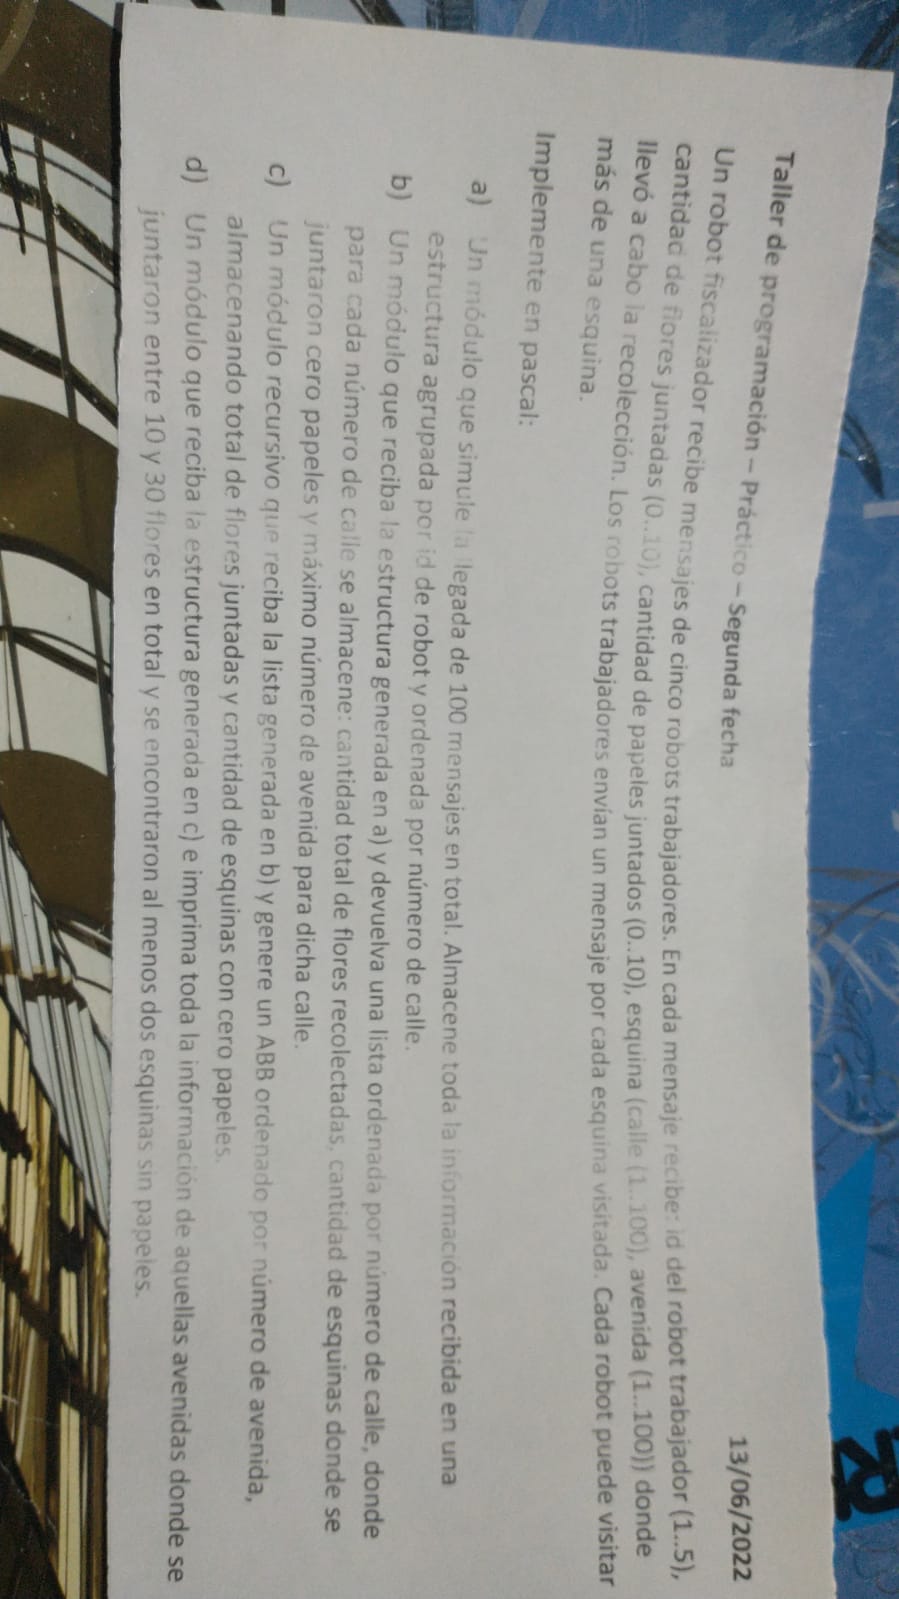 Taller de programación – Práctico – Segunda fecha
13/06/2022
Un robot fiscalizador recibe mensajes de cinco robots trabajadores. En cada mensaje recibe: id del robot trabajador (1..5),
cantidad de flores juntadas (0..10), cantidad de papeles juntados (0..10), esquina (calle (1..100), avenida (1..100)) donde
llevó a cabo la recolección. Los robots trabajadores envían un mensaje por cada esquina visitada. Cada robot puede visitar
más de una esquina.
Implemente en pascal:
a) Un módulo que simule la llegada de 100 mensajes en total. Almacene toda la información recibida en una
estructura agrupada por id de robot y ordenada por número de calle.
b) Un módulo que reciba la estructura generada en a) y devuelva una lista ordenada por número de calle, donde
para cada número de calle se almacene: cantidad total de flores recolectadas, cantidad de esquinas donde se
juntaron cero papeles y máximo número de avenida para dicha calle.
c) Un módulo recursivo que reciba la lista generada en b) y genere un ABB ordenado por número de avenida,
almacenando total de flores juntadas y cantidad de esquinas con cero papeles.
d) Un módulo que reciba la estructura generada en c) e imprima toda la información de aquellas avenidas donde se
juntaron entre 10 y 30 flores en total y se encontraron al menos dos esquinas sin papeles.